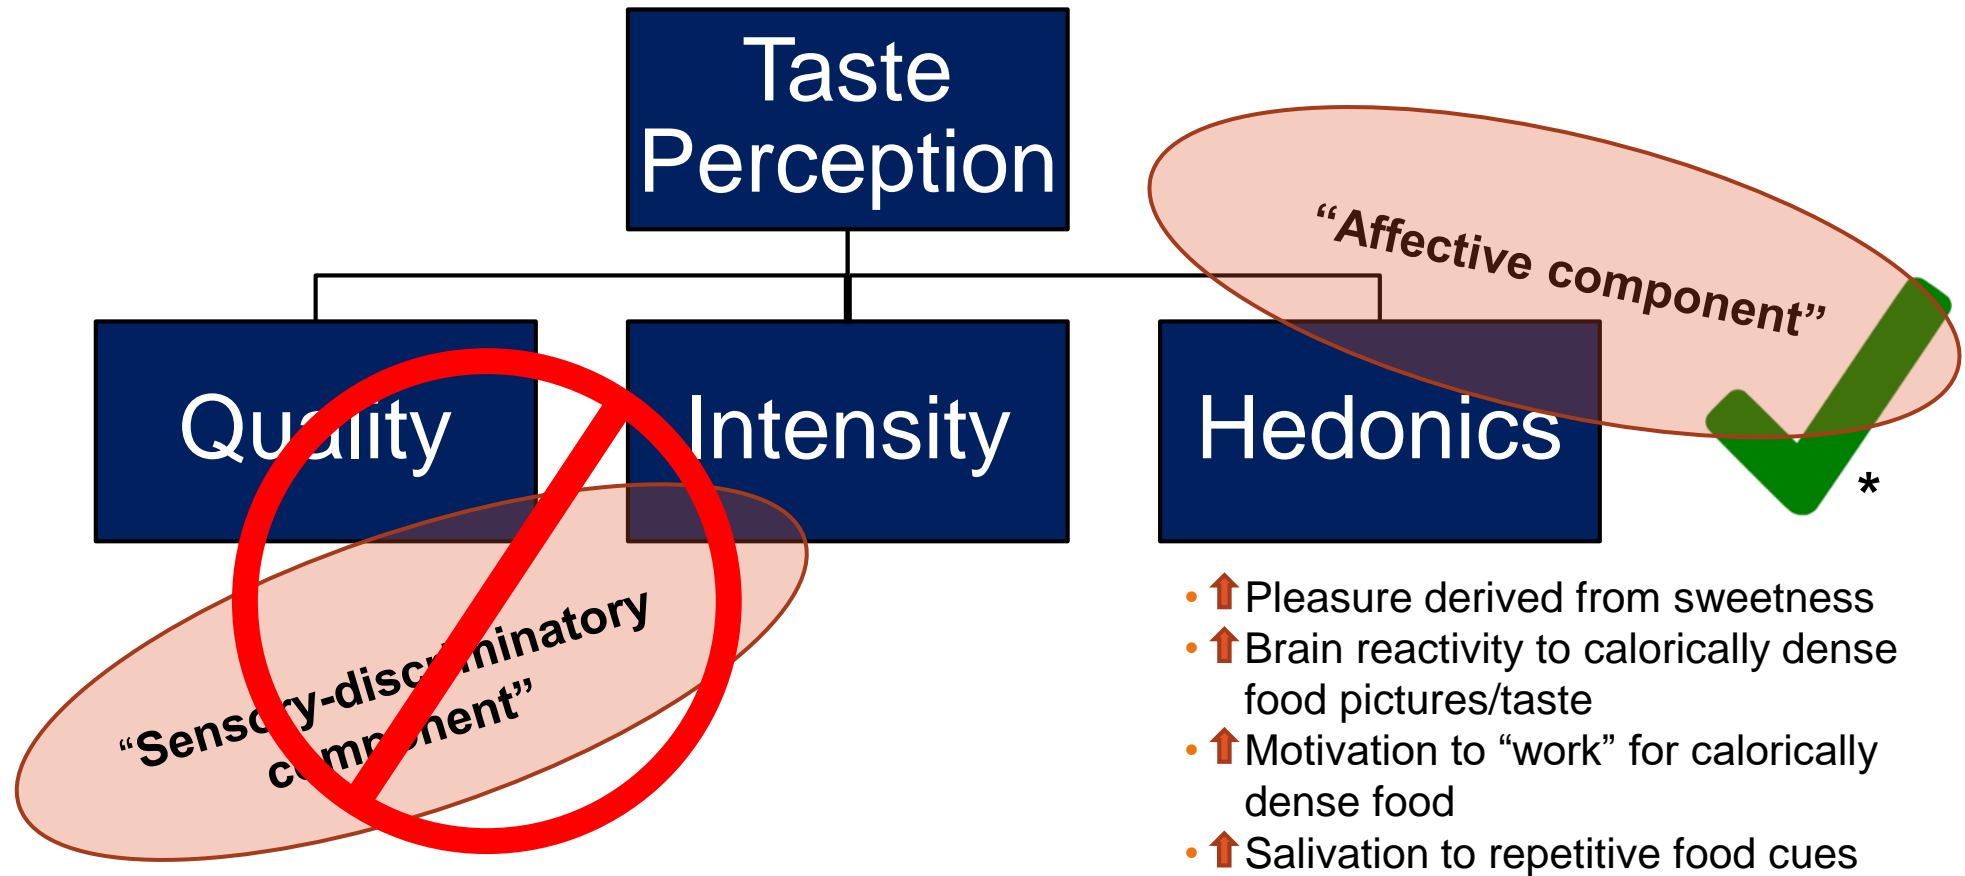 Taste
Perception
“Affective component”
Quality
Intensity
Hedonics
*
“Sensory-discriminatory
component”
• Pleasure derived from sweetness
• Brain reactivity to calorically dense
food pictures/taste
• Motivation to “work” for calorically
dense food
• Salivation to repetitive food cues